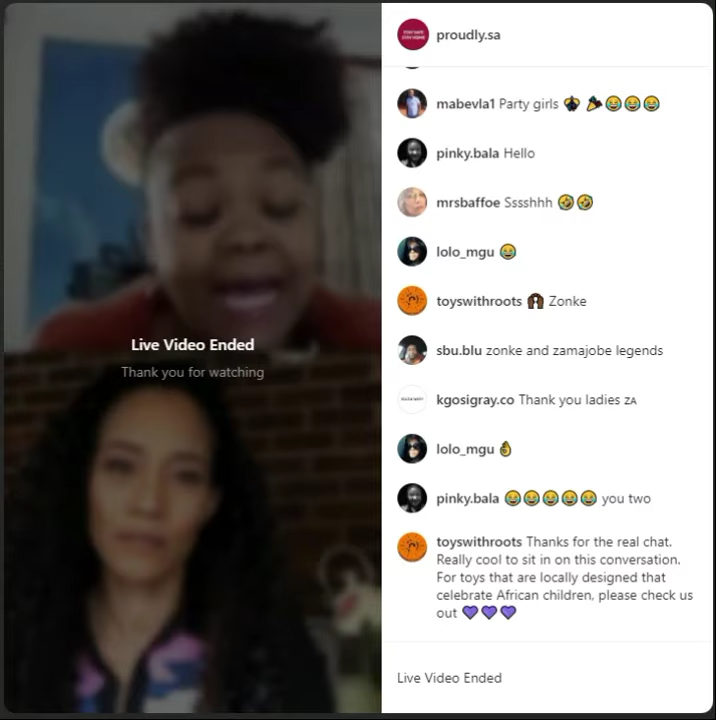 proudly.sa
mabevla1 Party girls
pinky.bala Hello
mrsbaffoe Sssshhh 🤣🤣
lolo_mgu 😂
toyswithroots Zonke
sbu.blu zonke and zamajobe legends
kgosigray.co Thank you ladies ZA
lolo_mgu 👌
pinky.bala 😂😂😂😂😂 you two
toyswithroots Thanks for the real chat.
Really cool to sit in on this conversation.
For toys that are locally designed that
celebrate African children, please check us
out 💜💜💜
Live Video Ended
Live Video Ended
Thank you for watching